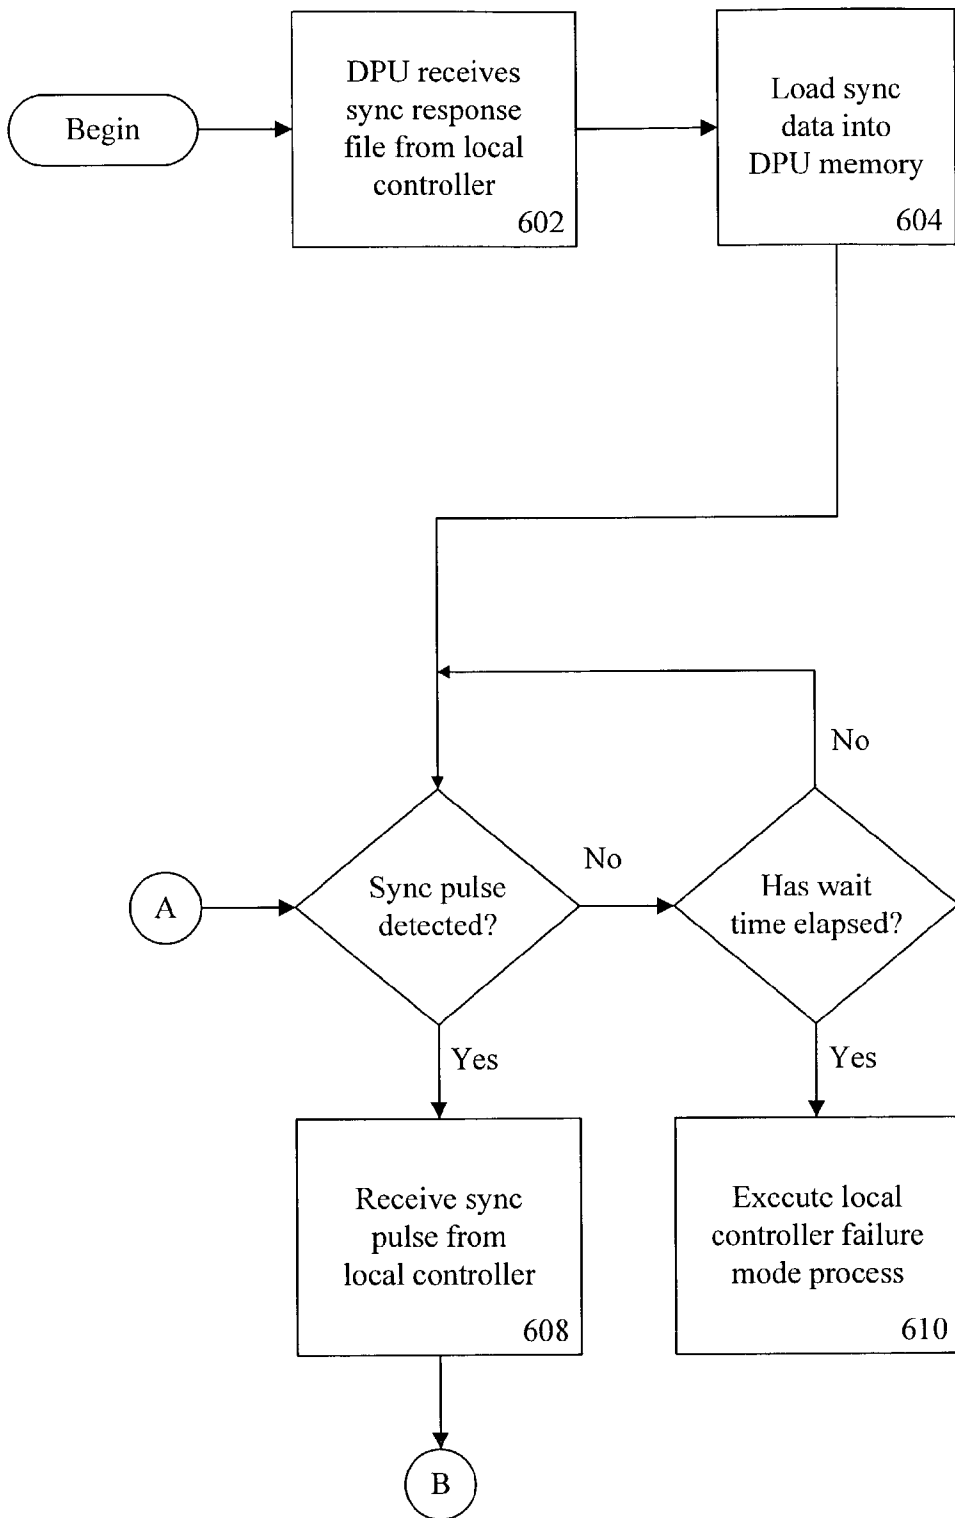 Begin
DPU receives
sync response
file from local
controller
602
Load sync
data into
DPU memory
604
No
A
Sync pulse
detected?
No
Has wait
time elapsed?
Yes
Yes
Receive sync
pulse from
local controller
608
Execute local
controller failure
mode process
610
B